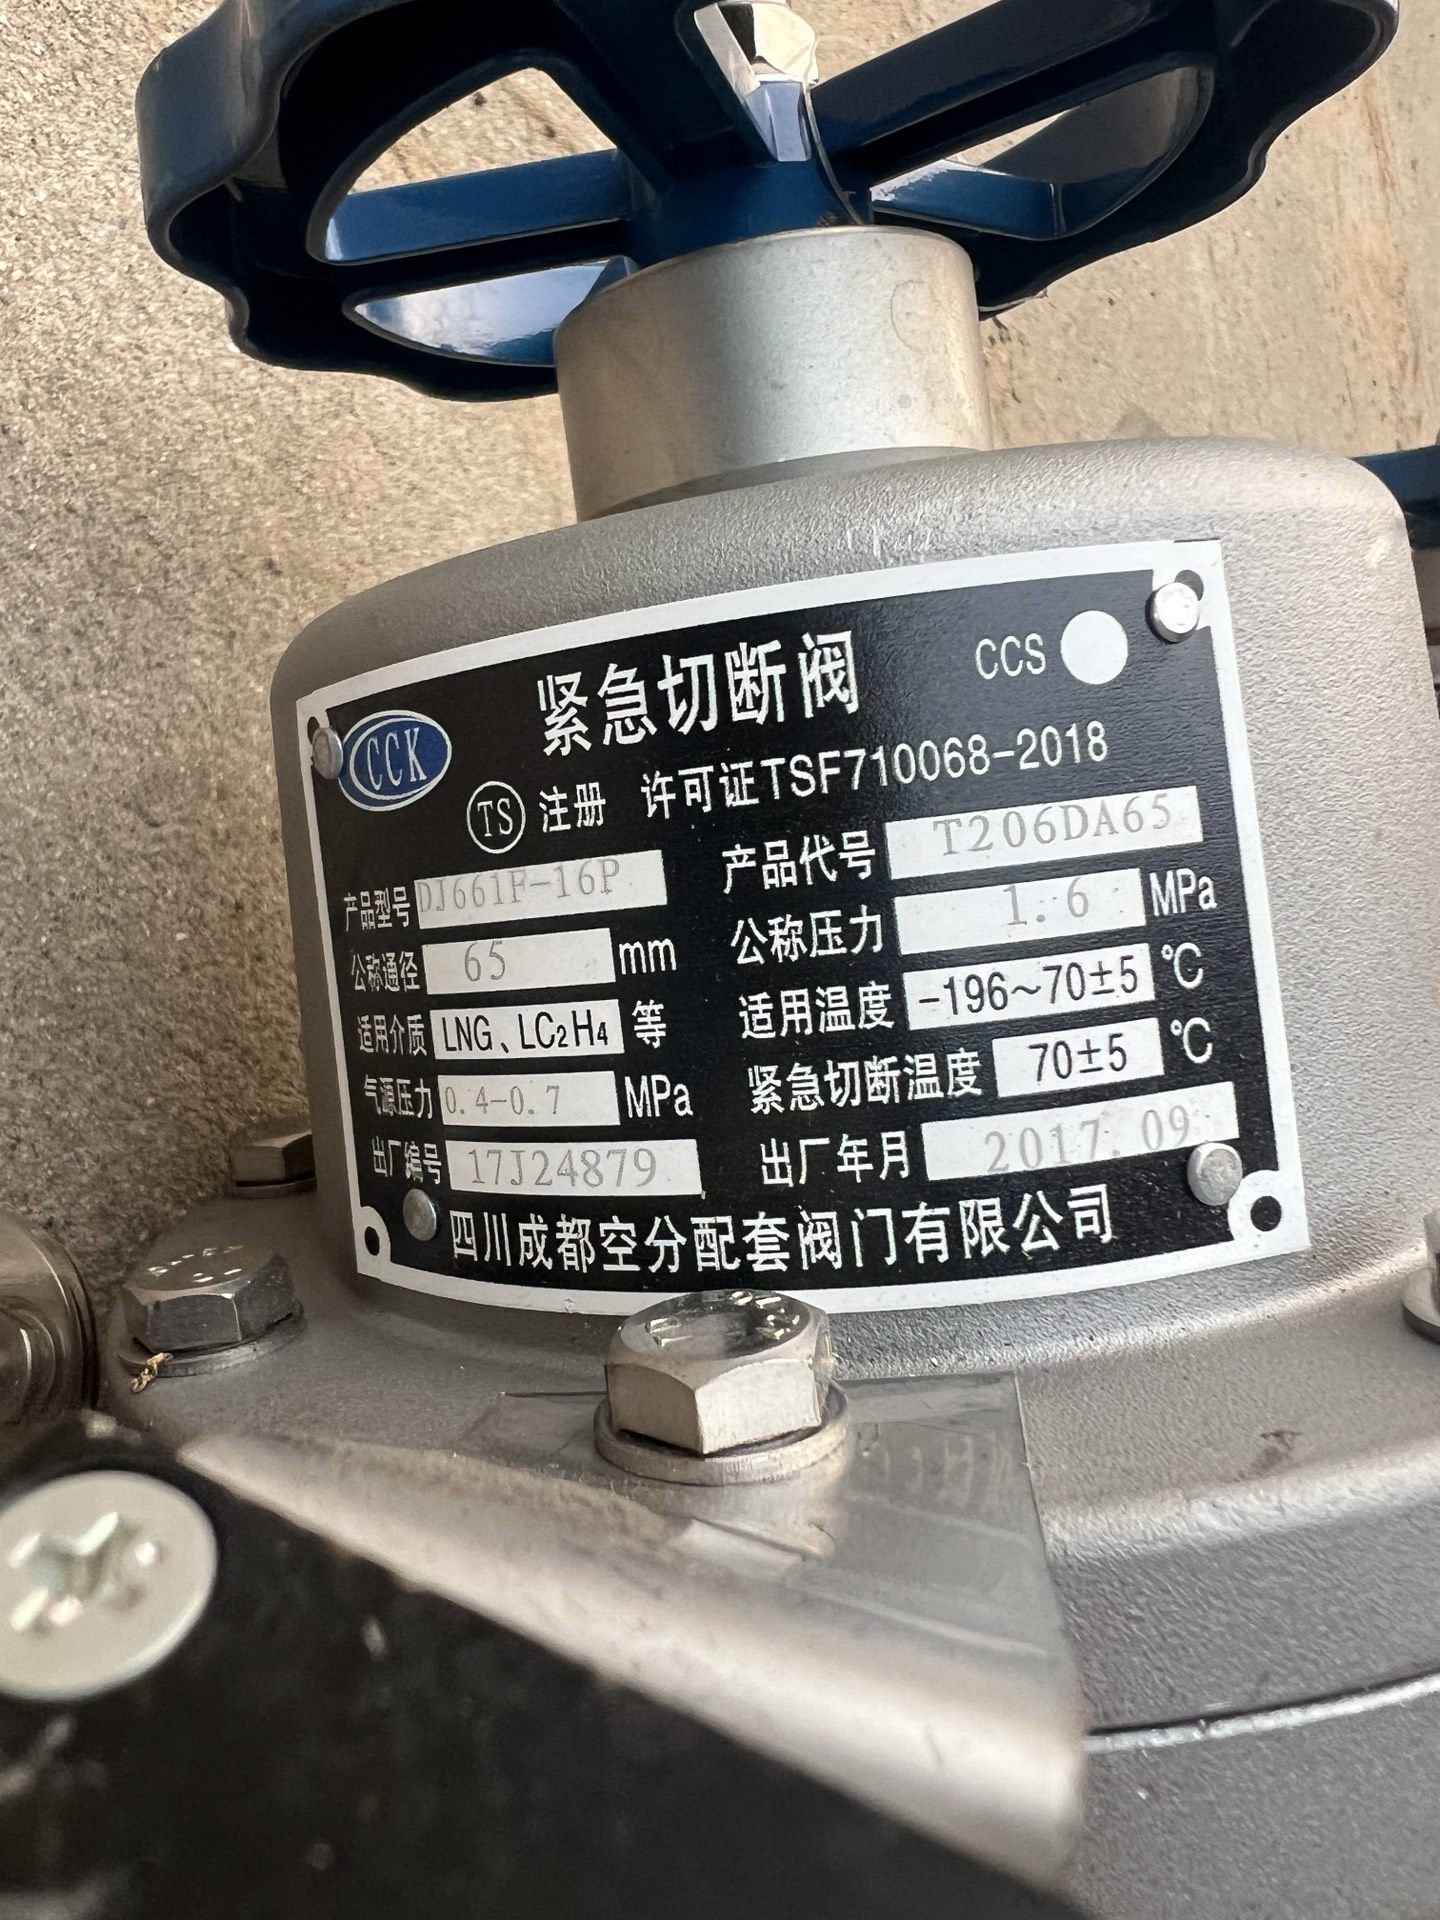 紧急切断阀 CCS
CCK
TS 注册 许可证TSF710068-2018
产品型号 DJ661F-16P 产品代号 T206DA65
公称通径 65 mm 公称压力 1.6 MPa
适用介质 LNG、LC₂H₄ 等 适用温度 -196~70±5 ℃
气源压力 0.4-0.7 MPa 紧急切断温度 70±5 ℃
出厂编号 17J24879 出厂年月 2017.09
四川成都空分配套阀门有限公司